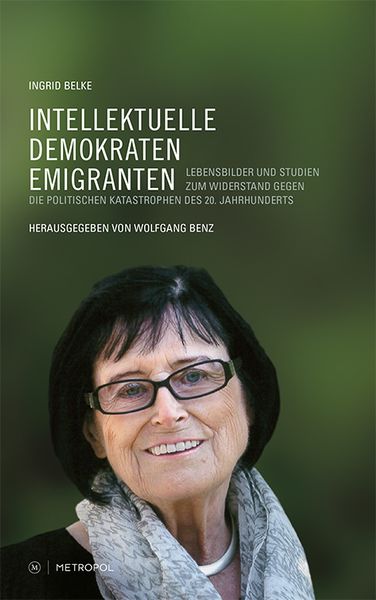 INGRID BELKE
INTELLEKTUELLE
DEMOKRATEN
EMIGRANTEN LEBENSBILDER UND STUDIEN
ZUM WIDERSTAND GEGEN
DIE POLITISCHEN KATASTROPHEN DES 20. JAHRHUNDERTS
HERAUSGEGEBEN VON WOLFGANG BENZ
M | METROPOL